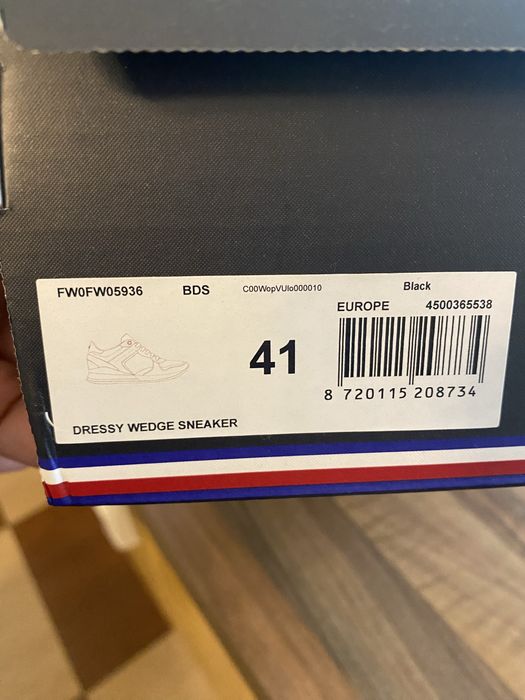 FW0FW05936 BDS C00WopVUlo000010 Black
EUROPE 4500365538
41
8 720115 208734
DRESSY WEDGE SNEAKER